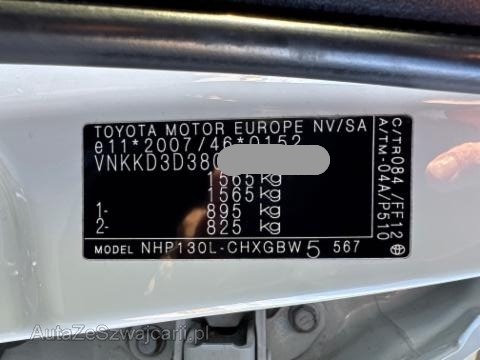 TOYOTA MOTOR EUROPE NV/SA
e11*2007/46*0152
VNKKD3D380
1565 kg
1565 kg
1- 895 kg
2- 825 kg
MODEL NHP130L-CHXGBW 5 567
C/TR084 /FF12
A/TM-04A/P510
AutaZeSzwajcarii.pl